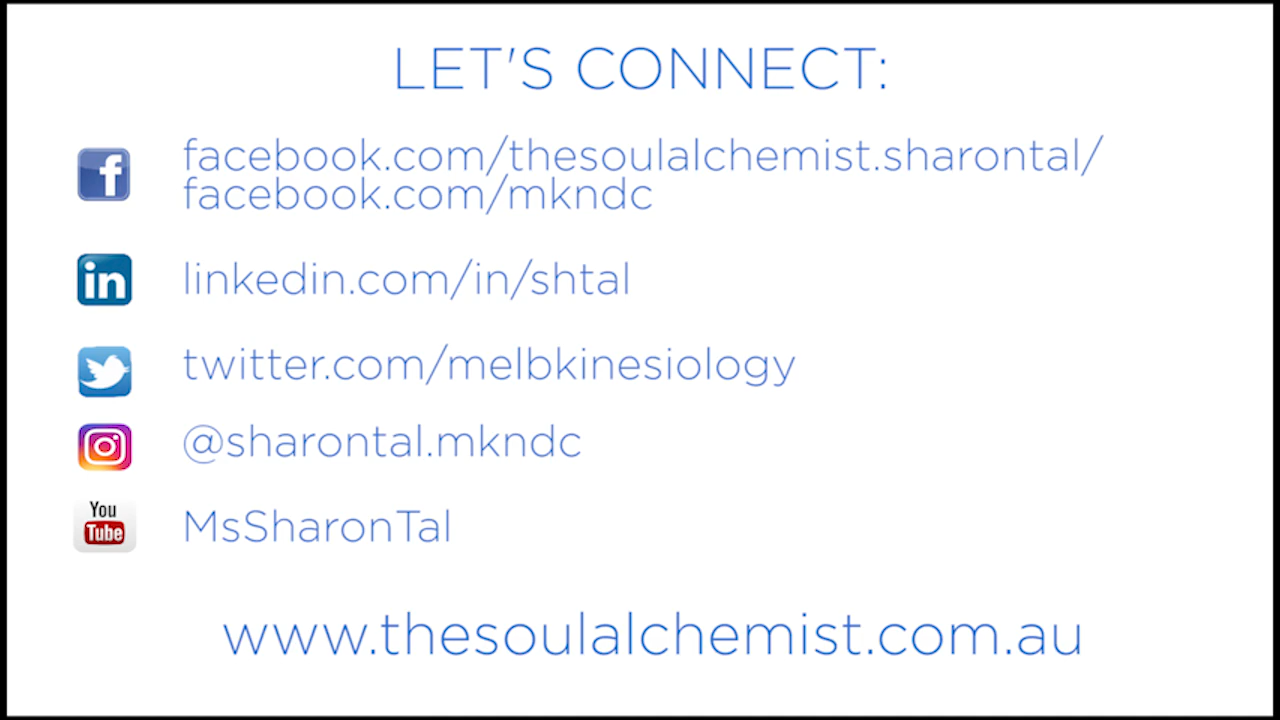 LET'S CONNECT:
facebook.com/thesoulalchemist.sharontal/
facebook.com/mkndc
linkedin.com/in/shtal
twitter.com/melbkinesiology
@sharontal.mkndc
You
Tube
MsSharonTal
www.thesoulalchemist.com.au